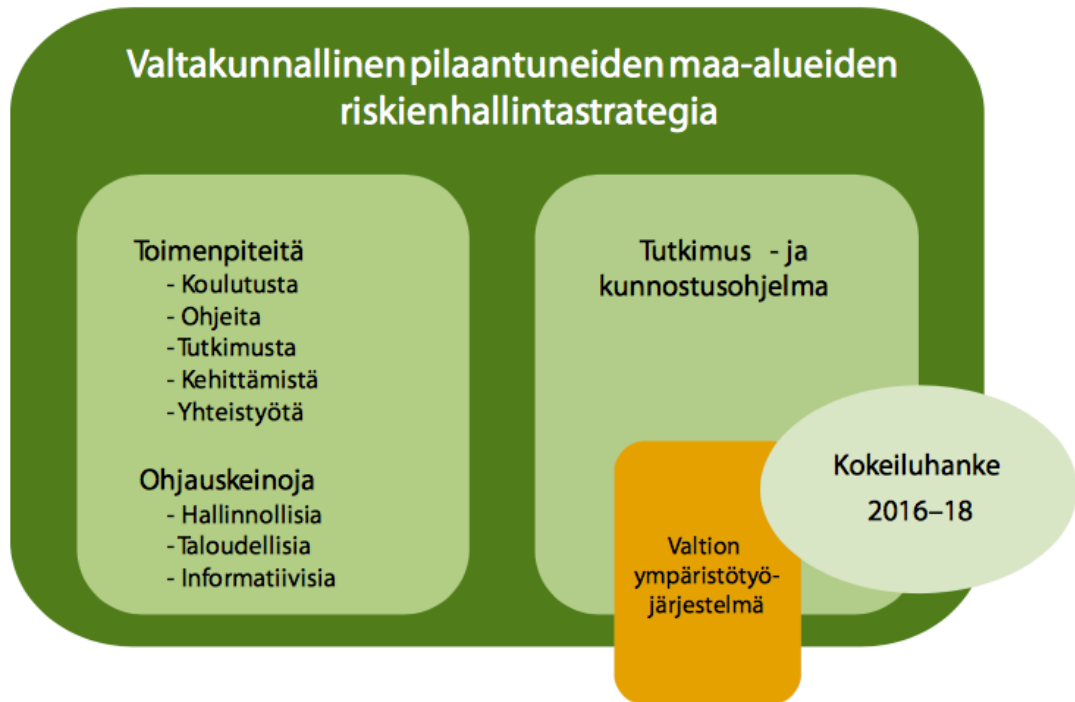 Valtakunnallinen pilaantuneiden maa-alueiden
riskienhallintastrategia
Toimenpiteitä
- Koulutusta
- Ohjeita
- Tutkimusta
- Kehittämistä
- Yhteistyötä
Ohjauskeinoja
- Hallinnollisia
- Taloudellisia
- Informatiivisia
Tutkimus - ja
kunnostusohjelma
Valtion
ympäristötyö-
järjestelmä
Kokeiluhanke
2016–18